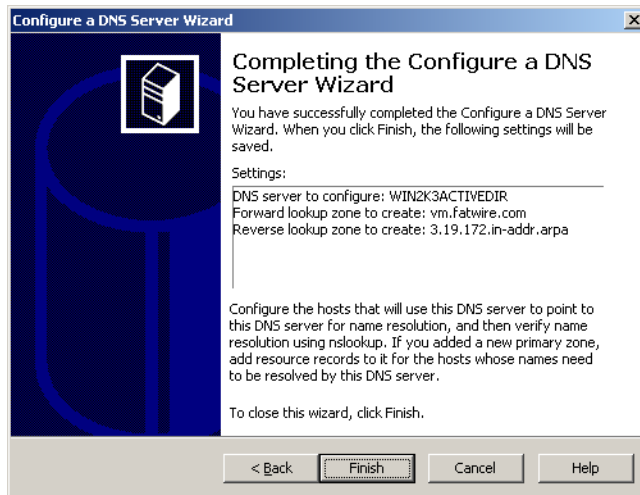 Configure a DNS Server Wizard
Completing the Configure a DNS
Server Wizard
You have successfully completed the Configure a DNS Server
Wizard. When you click Finish, the following settings will be
saved.
Settings:
DNS server to configure: WIN2K3ACTIVEDIR
Forward lookup zone to create: vm.fatwire.com
Reverse lookup zone to create: 3.19.172.in-addr.arpa
Configure the hosts that will use this DNS server to point to
this DNS server for name resolution, and then verify name
resolution using nslookup. If you added a new primary zone,
add resource records to it for the hosts whose names need
to be resolved by this DNS server.
To close this wizard, click Finish.
< Back Finish Cancel Help